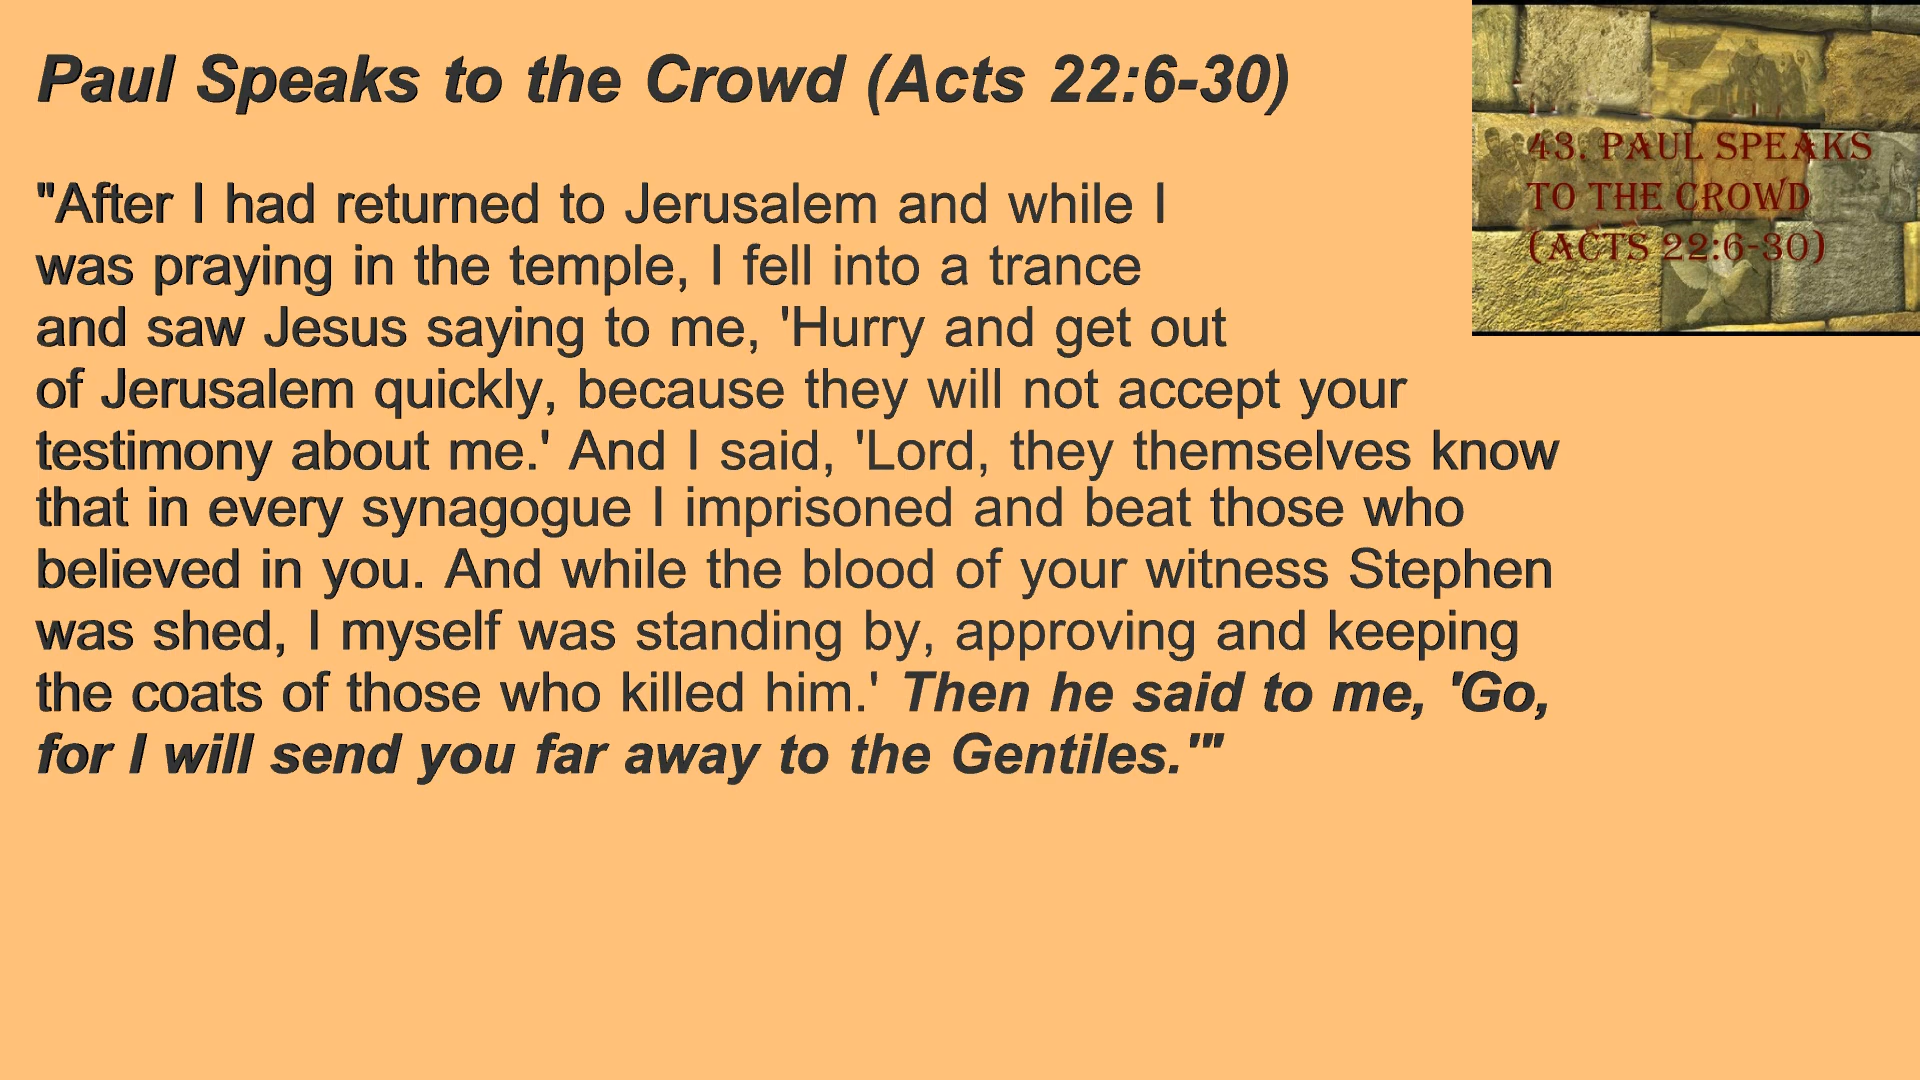 Paul Speaks to the Crowd (Acts 22:6-30)
"After I had returned to Jerusalem and while I
was praying in the temple, I fell into a trance
and saw Jesus saying to me, 'Hurry and get out
of Jerusalem quickly, because they will not accept your
testimony about me.' And I said, 'Lord, they themselves know
that in every synagogue I imprisoned and beat those who
believed in you. And while the blood of your witness Stephen
was shed, I myself was standing by, approving and keeping
the coats of those who killed him.' Then he said to me, 'Go,
for I will send you far away to the Gentiles.'"
43. PAUL SPEAKS
TO THE CROWD
(ACTS 22:6-30)